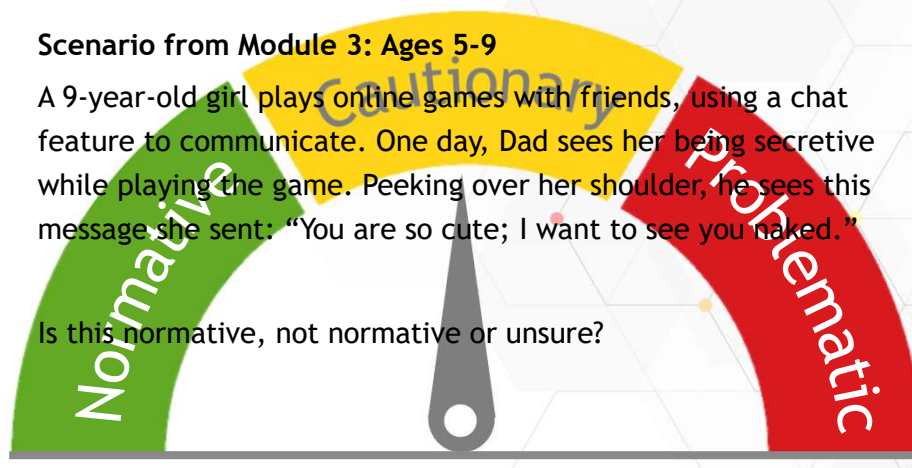 Scenario from Module 3: Ages 5-9
Cautionary
A 9-year-old girl plays online games with friends, using a chat
feature to communicate. One day, Dad sees her being secretive
while playing the game. Peeking over her shoulder, he sees this
message she sent: “You are so cute; I want to see you naked.”
Normative
Problematic
Is this normative, not normative or unsure?